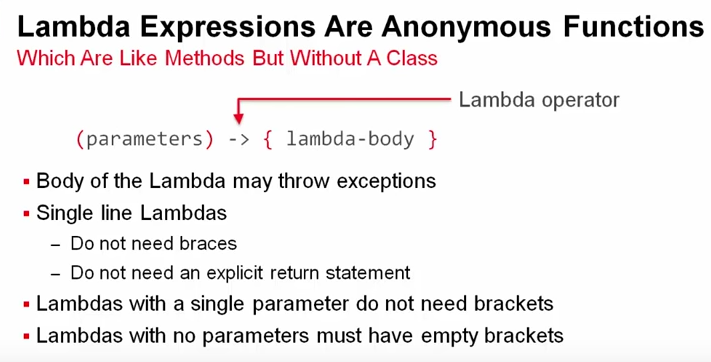 Lambda Expressions Are Anonymous Functions
Which Are Like Methods But Without A Class
Lambda operator
(parameters) -> { lambda-body }
▪ Body of the Lambda may throw exceptions
▪ Single line Lambdas
– Do not need braces
– Do not need an explicit return statement
▪ Lambdas with a single parameter do not need brackets
▪ Lambdas with no parameters must have empty brackets